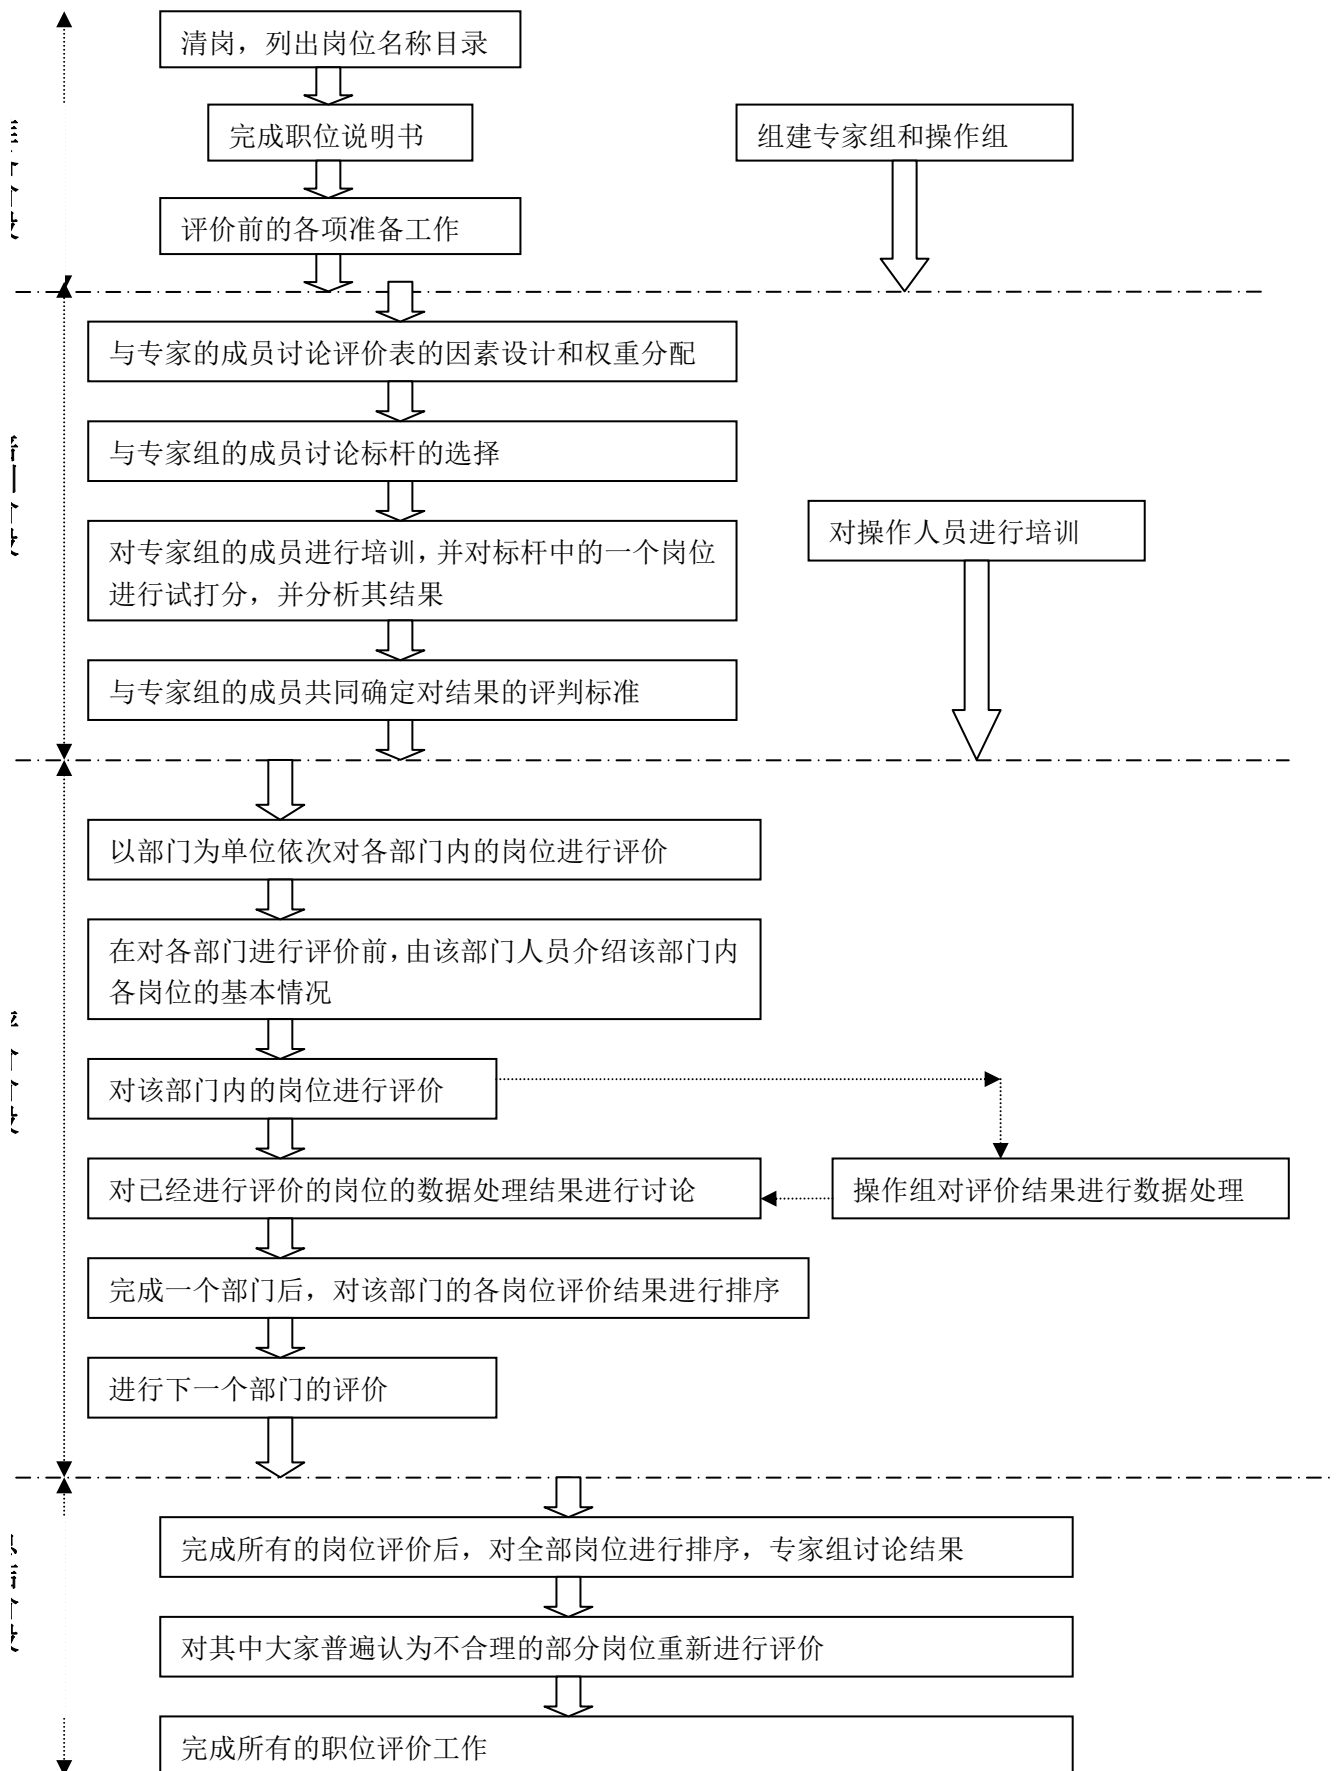 清岗，列出岗位名称目录
完成职位说明书
组建专家组和操作组
评价前的各项准备工作
与专家的成员讨论评价表的因素设计和权重分配
与专家组的成员讨论标杆的选择
对专家组的成员进行培训，并对标杆中的一个岗位
进行试打分，并分析其结果
对操作人员进行培训
与专家组的成员共同确定对结果的评判标准
以部门为单位依次对各部门内的岗位进行评价
在对各部门进行评价前，由该部门人员介绍该部门内
各岗位的基本情况
对该部门内的岗位进行评价
对已经进行评价的岗位的数据处理结果进行讨论
操作组对评价结果进行数据处理
完成一个部门后，对该部门的各岗位评价结果进行排序
进行下一个部门的评价
完成所有的岗位评价后，对全部岗位进行排序，专家组讨论结果
对其中大家普遍认为不合理的部分岗位重新进行评价
完成所有的职位评价工作